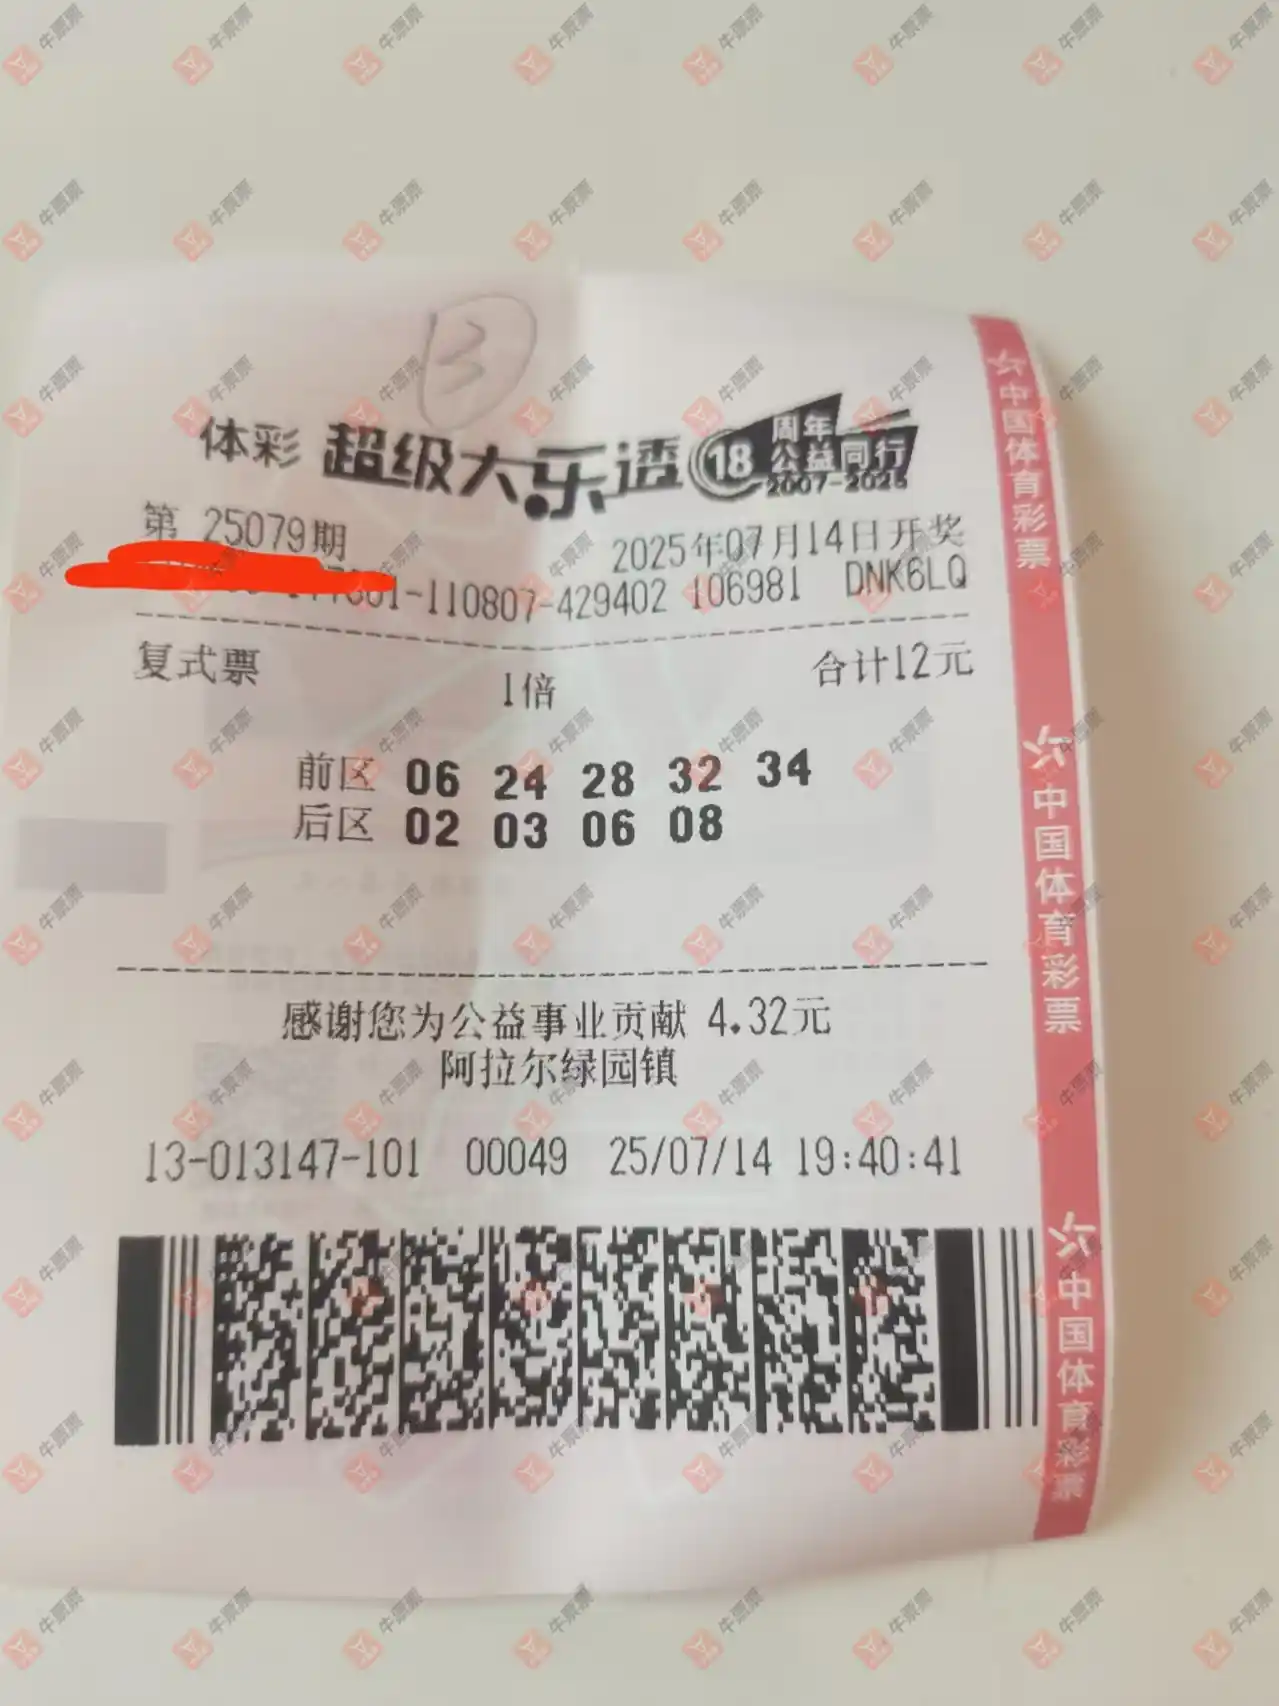 3
体彩 超级大乐透 18 周年 公益同行 2007-2025
第 25079期 2025年07月14日开奖
-110807-429402 106981 DNK6LQ
复式票 1倍 合计12元
前区 06 24 28 32 34
后区 02 03 06 08
感谢您为公益事业贡献 4.32元
阿拉尔绿园镇
13-013147-101 00049 25/07/14 19:40:41
中国体育彩票
中国体育彩票
中国体育彩票
牛票票